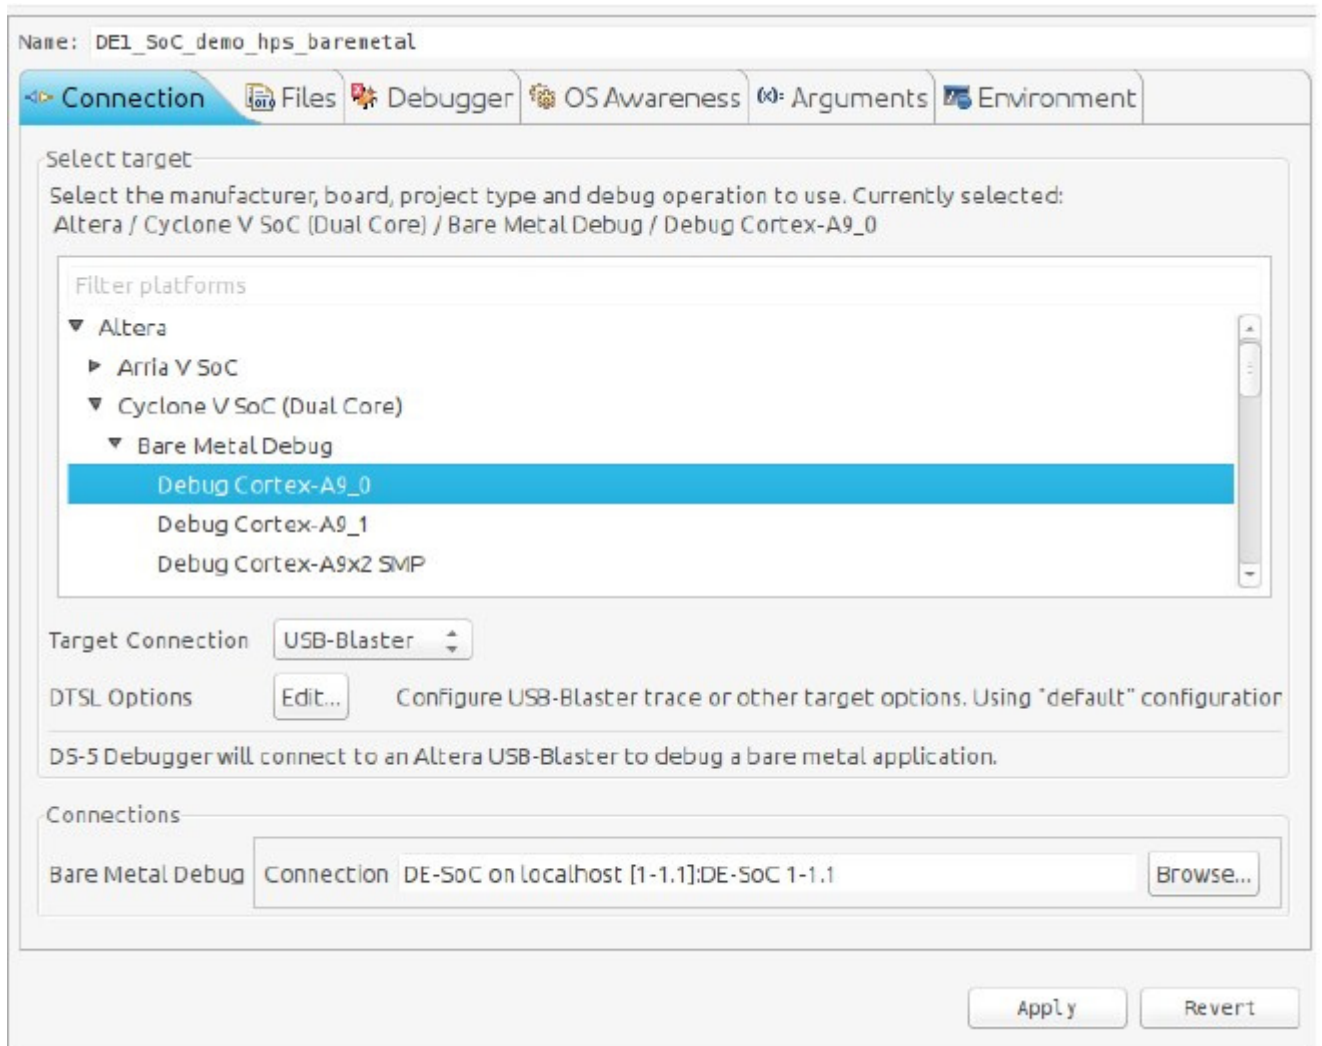 Name: DE1_SoC_demo_hps_baremetal
Connection Files Debugger OS Awareness (x)= Arguments Environment
Select target
Select the manufacturer, board, project type and debug operation to use. Currently selected:
Altera / Cyclone V SoC (Dual Core) / Bare Metal Debug / Debug Cortex-A9_0
Filter platforms
Altera
Arria V SoC
Cyclone V SoC (Dual Core)
Bare Metal Debug
Debug Cortex-A9_0
Debug Cortex-A9_1
Debug Cortex-A9x2 SMP
Target Connection USB-Blaster
DTSL Options Edit... Configure USB-Blaster trace or other target options. Using "default" configuration
DS-5 Debugger will connect to an Altera USB-Blaster to debug a bare metal application.
Connections
Bare Metal Debug Connection DE-SoC on localhost [1-1.1]:DE-SoC 1-1.1 Browse...
Apply Revert